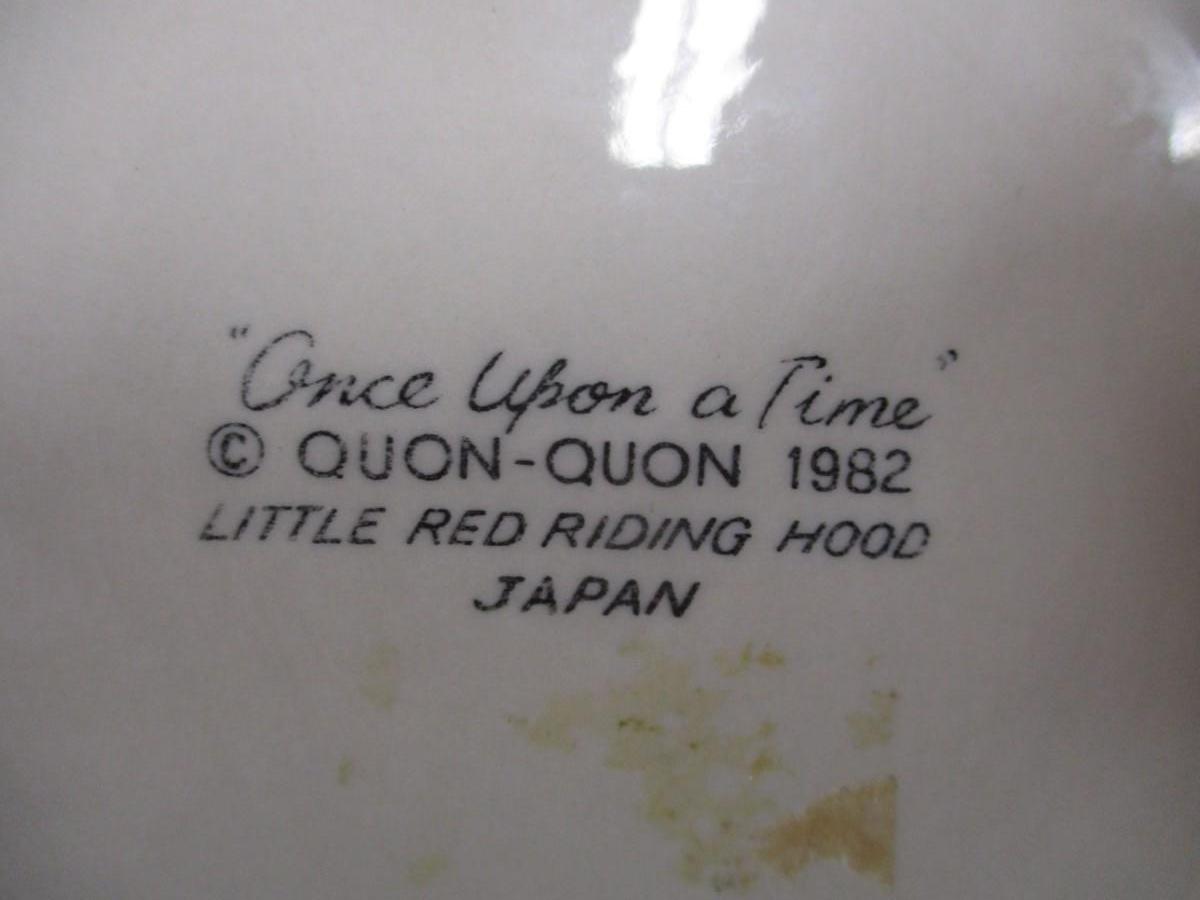 "Once Upon a Time"
© QUON-QUON 1982
LITTLE RED RIDING HOOD
JAPAN